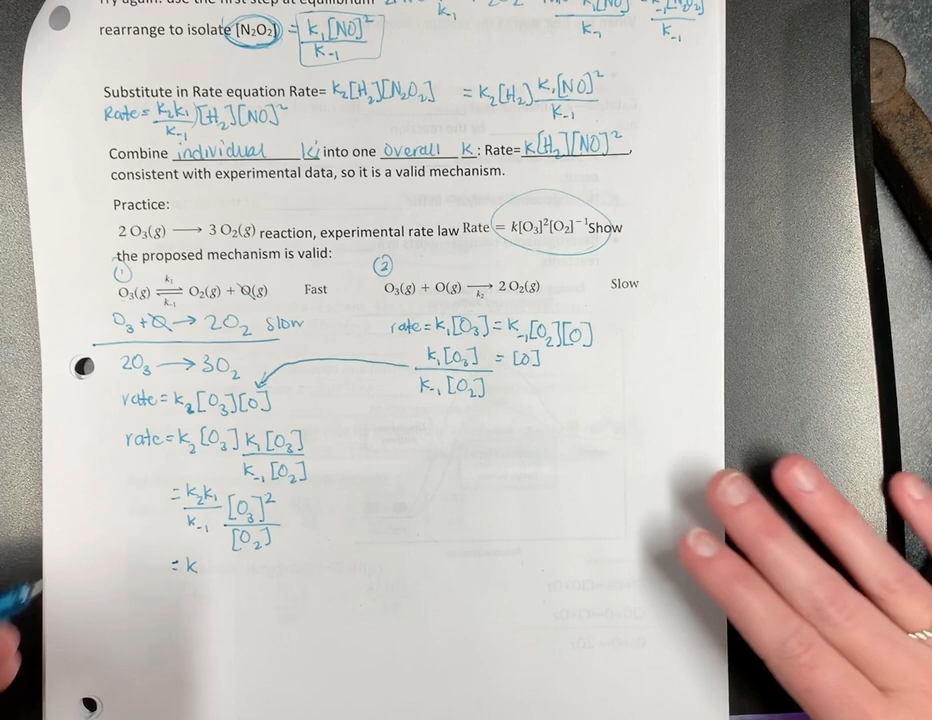 k₁
rearrange to isolate [N2O2] = k₁[NO]²/k₋₁
Substitute in Rate equation Rate= k₂[H₂][N₂O₂] = k₂[H₂] k₁[NO]²/k₋₁
Rate = k₂k₁/k₋₁ [H₂][NO]²
Combine individual k's into one overall k: Rate= k[H₂][NO]²,
consistent with experimental data, so it is a valid mechanism.
Practice:
2 O₃(g) ⟶ 3 O₂(g) reaction, experimental rate law Rate = k[O₃]²[O₂]⁻¹ Show
the proposed mechanism is valid:
① ②
O₃(g) ⇌ O₂(g) + O(g) Fast O₃(g) + O(g) ⟶ 2 O₂(g) Slow
k₁ k₋₁ k₂
O₃ + O → 2O₂ slow
rate = k₁[O₃] = k₋₁[O₂][O]
2O₃ → 3O₂
k₁[O₃]/k₋₁[O₂] = [O]
rate = k₂[O₃][O]
rate = k₂[O₃] k₁[O₃]/k₋₁[O₂]
= k₂k₁/k₋₁ [O₃]²/[O₂]
= k